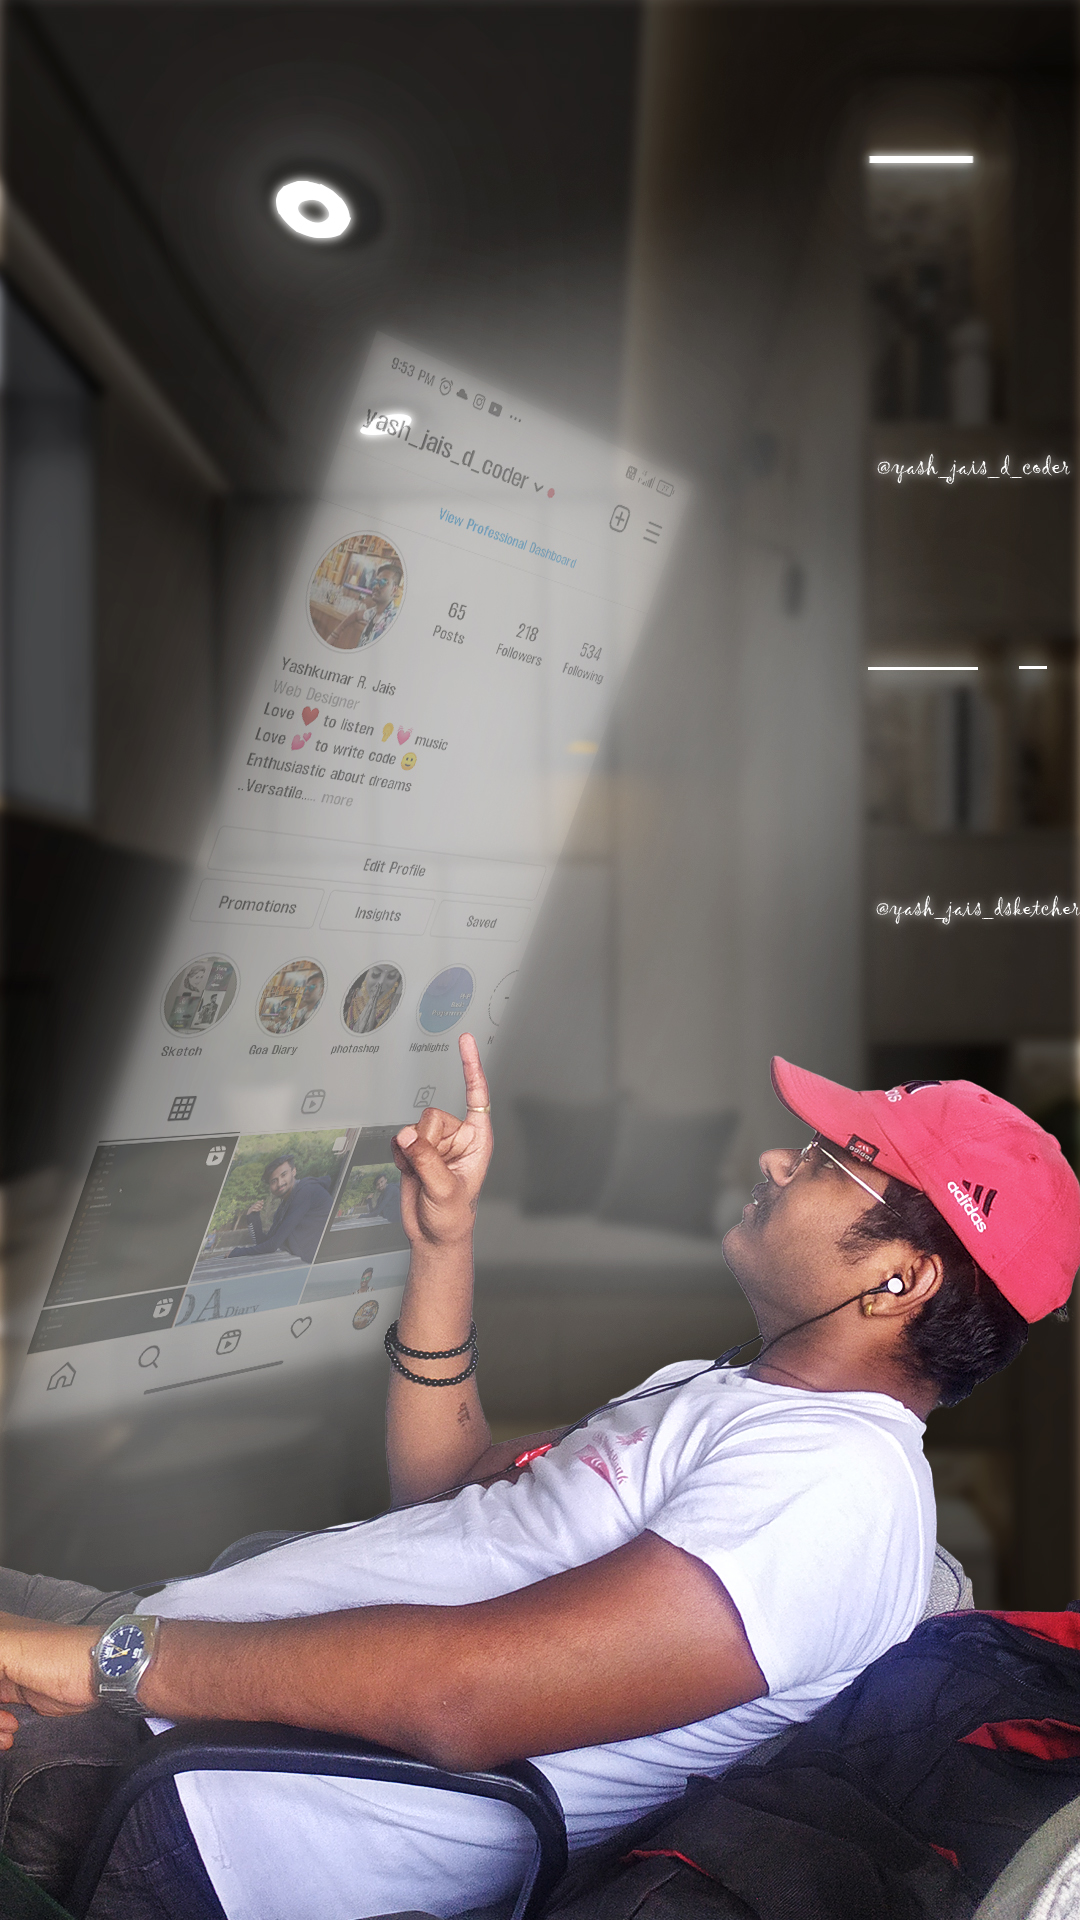 9:53 PM
yash_jais_d_coder
View Professional Dashboard
65
Posts
218
Followers
534
Following
Yashkumar R. Jais
Web Designer
Love ❤️ to listen 👂💓 music
Love 💕 to write code 🙂
Enthusiastic about dreams
..Versatile..... more
Edit Profile
Promotions
Insights
Saved
Sketch
Goa Diary
photoshop
Highlights
N
Diary
@yash_jais_d_coder
@yash_jais_dsketcher
adidas